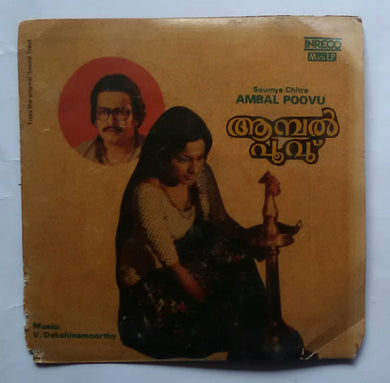 INRECO
Mini LP
From the original Sound Track
Soumya Chitra
AMBAL POOVU
ആമ്പൽ
പൂവു്
Music:
V. Dakshinamoorthy